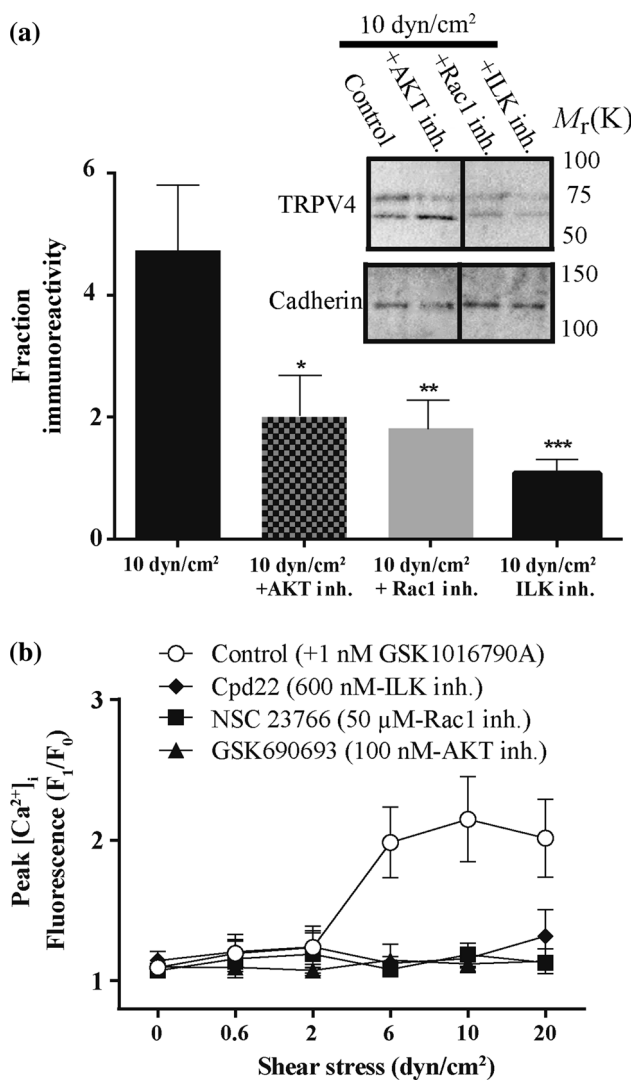 (a)
10 dyn/cm²
Control
+AKT inh.
+Rac1 inh.
+ILK inh.
Mr(K)
100
75
50
TRPV4
150
100
Cadherin
Fraction
immunoreactivity
6
4
2
0
*
**
***
10 dyn/cm²
10 dyn/cm²
+AKT inh.
10 dyn/cm²
+ Rac1 inh.
10 dyn/cm²
ILK inh.
(b)
Control (+1 nM GSK1016790A)
Cpd22 (600 nM-ILK inh.)
NSC 23766 (50 µM-Rac1 inh.)
GSK690693 (100 nM-AKT inh.)
Peak [Ca²⁺]i
Fluorescence (F1/F0)
3
2
1
0
0.6
2
6
10
20
Shear stress (dyn/cm²)